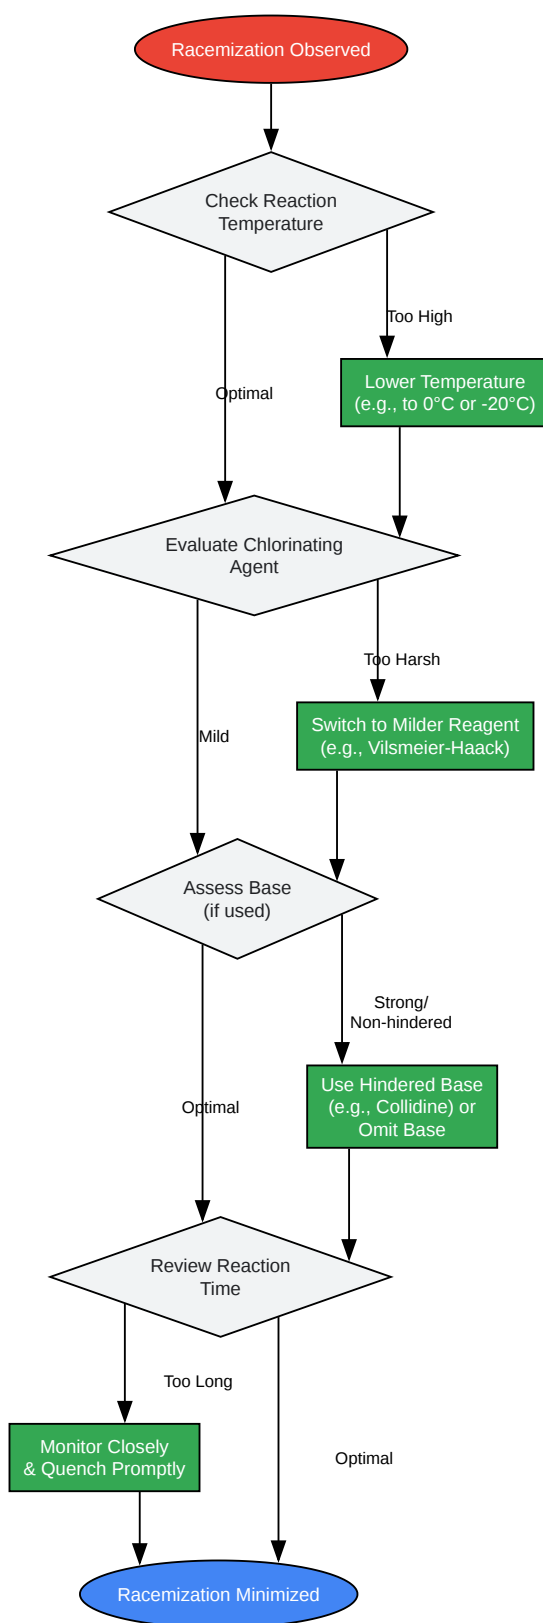 Racemization Observed
Check Reaction
Temperature
Too High
Lower Temperature
(e.g., to 0°C or -20°C)
Optimal
Evaluate Chlorinating
Agent
Too Harsh
Switch to Milder Reagent
(e.g., Vilsmeier-Haack)
Mild
Assess Base
(if used)
Strong/
Non-hindered
Use Hindered Base
(e.g., Collidine) or
Omit Base
Optimal
Review Reaction
Time
Too Long
Monitor Closely
& Quench Promptly
Optimal
Racemization Minimized